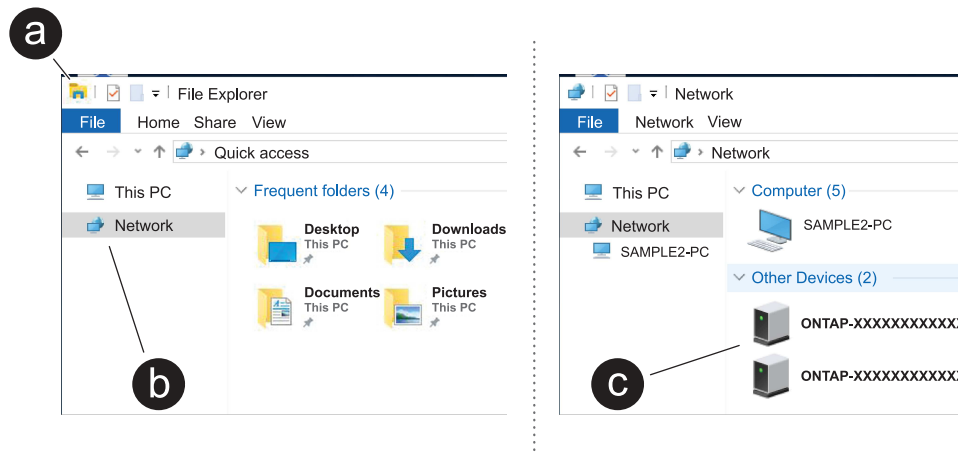 a
File Explorer
File Home Share View
Quick access
This PC
Network
Frequent folders (4)
Desktop
This PC
Downloads
This PC
Documents
This PC
Pictures
This PC
b
Network
File Network View
Network
This PC
Network
SAMPLE2-PC
Computer (5)
SAMPLE2-PC
Other Devices (2)
ONTAP-XXXXXXXXXXX
ONTAP-XXXXXXXXXXX
c